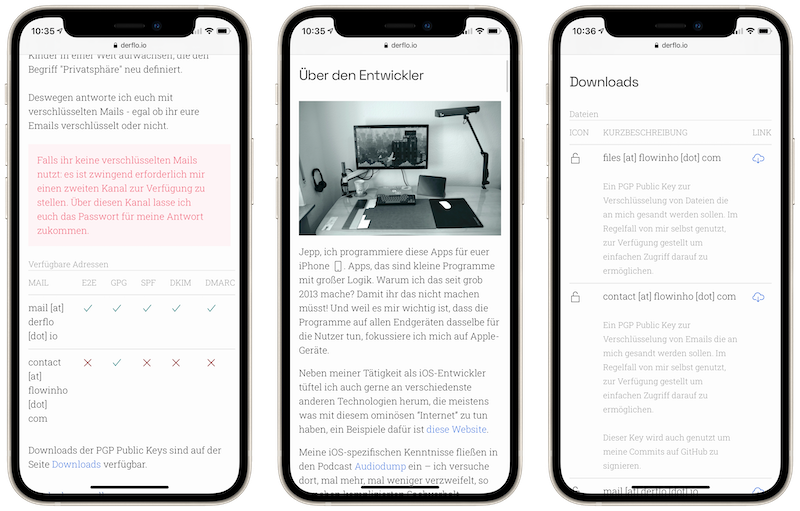 10:35
derflo.io
Kinder in einer Welt aufwachsen, die den
Begriff "Privatsphäre" neu definiert.
Deswegen antworte ich euch mit
verschlüsselten Mails - egal ob ihr eure
Emails verschlüsselt oder nicht.
Falls ihr keine verschlüsselten Mails
nutzt: es ist zwingend erforderlich mir
einen zweiten Kanal zur Verfügung zu
stellen. Über diesen Kanal lasse ich
euch das Passwort für meine Antwort
zukommen.
Verfügbare Adressen
MAIL E2E GPG SPF DKIM DMARC
mail [at]
derflo
[dot] io
contact
[at]
flowinho
[dot]
com
Downloads der PGP Public Keys sind auf der
Seite Downloads verfügbar.
10:35
derflo.io
Über den Entwickler
Jepp, ich programmiere diese Apps für euer
iPhone . Apps, das sind kleine Programme
mit großer Logik. Warum ich das seit grob
2013 mache? Damit ihr das nicht machen
müsst! Und weil es mir wichtig ist, dass die
Programme auf allen Endgeräten dasselbe für
die Nutzer tun, fokussiere ich mich auf Apple-
Geräte.
Neben meiner Tätigkeit als iOS-Entwickler
tüftel ich auch gerne an verschiedenste
anderen Technologien herum, die meistens
was mit diesem ominösen "Internet" zu tun
haben, ein Beispiele dafür ist diese Website.
Meine iOS-spezifischen Kenntnisse fließen in
den Podcast Audiodump ein – ich versuche
dort, mal mehr, mal weniger verzweifelt, so
10:36
derflo.io
Downloads
Dateien
ICON KURZBESCHREIBUNG LINK
files [at] flowinho [dot] com
Ein PGP Public Key zur
Verschlüsselung von Dateien die
an mich gesandt werden sollen. Im
Regelfall von mir selbst genutzt,
zur Verfügung gestellt um
einfachen Zugriff darauf zu
ermöglichen.
contact [at] flowinho [dot] com
Ein PGP Public Key zur
Verschlüsselung von Emails die an
mich gesandt werden sollen. Im
Regelfall von mir selbst genutzt,
zur Verfügung gestellt um
einfachen Zugriff darauf zu
ermöglichen.
Dieser Key wird auch genutzt um
meine Commits auf GitHub zu
signieren.
mail [at] derflo [dot] io